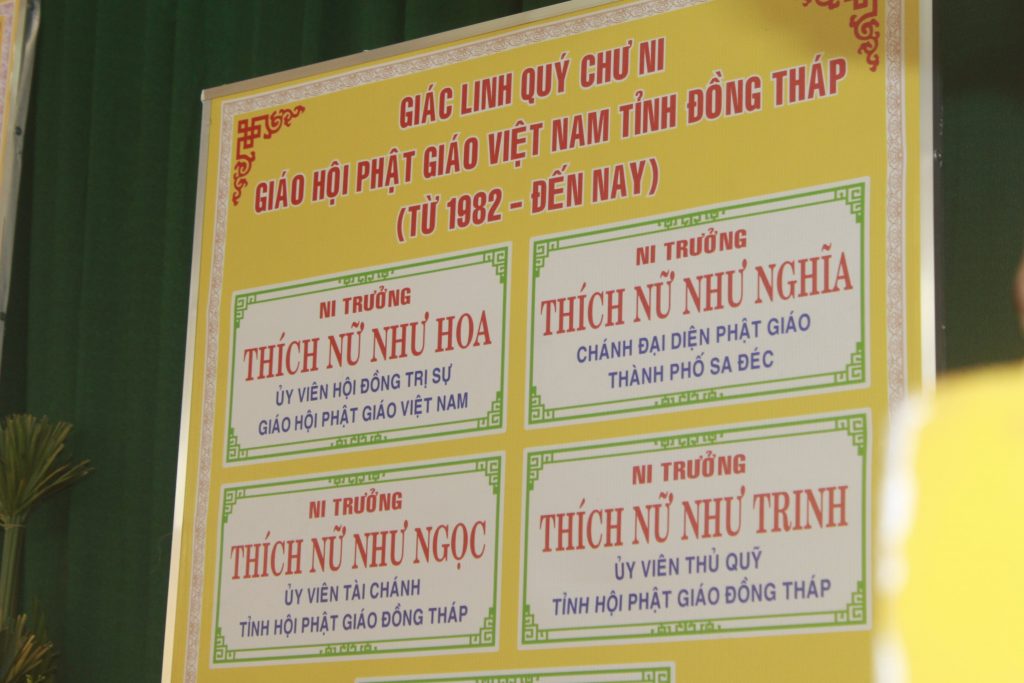 GIÁC LINH QUÝ CHƯ NI
GIÁO HỘI PHẬT GIÁO VIỆT NAM TỈNH ĐỒNG THÁP
(TỪ 1982 - ĐẾN NAY)
NI TRƯỞNG
THÍCH NỮ NHƯ HOA
ỦY VIÊN HỘI ĐỒNG TRỊ SỰ
GIÁO HỘI PHẬT GIÁO VIỆT NAM
NI TRƯỞNG
THÍCH NỮ NHƯ NGHĨA
CHÁNH ĐẠI DIỆN PHẬT GIÁO
THÀNH PHỐ SA ĐÉC
NI TRƯỞNG
THÍCH NỮ NHƯ NGỌC
ỦY VIÊN TÀI CHÁNH
TỈNH HỘI PHẬT GIÁO ĐỒNG THÁP
NI TRƯỞNG
THÍCH NỮ NHƯ TRINH
ỦY VIÊN THỦ QUỸ
TỈNH HỘI PHẬT GIÁO ĐỒNG THÁP